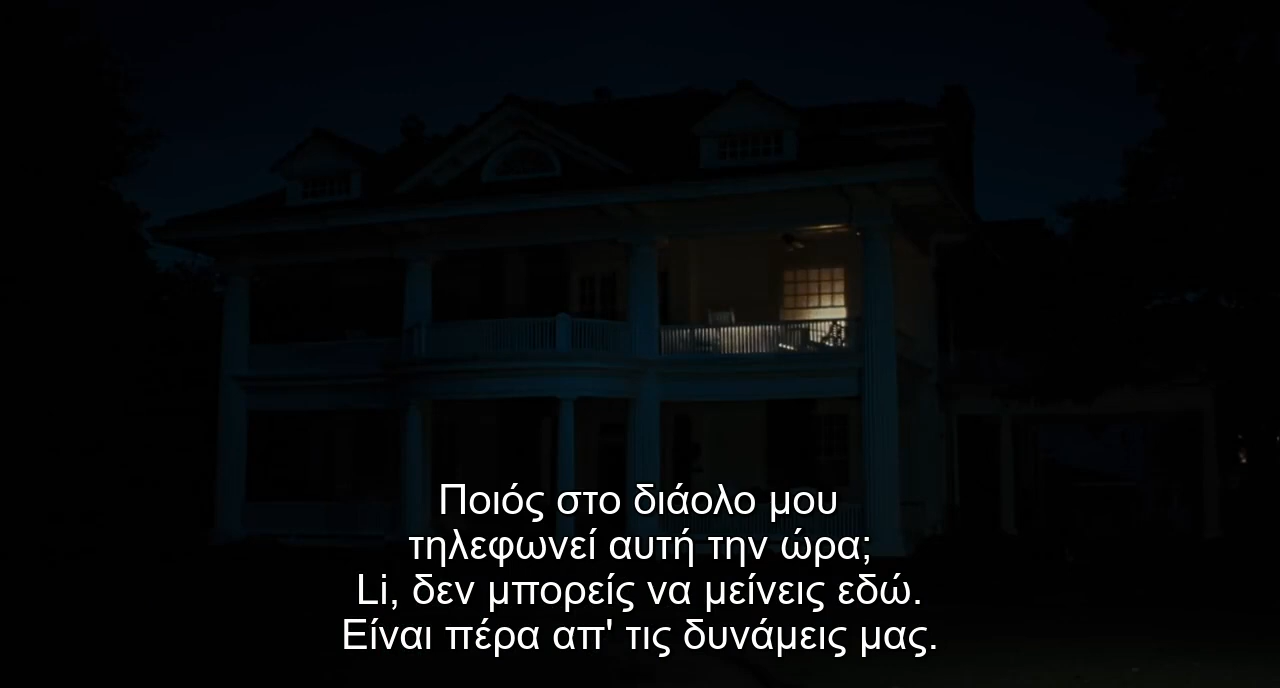 Ποιός στο διάολο μου
τηλεφωνεί αυτή την ώρα;
Li, δεν μπορείς να μείνεις εδώ.
Είναι πέρα απ' τις δυνάμεις μας.